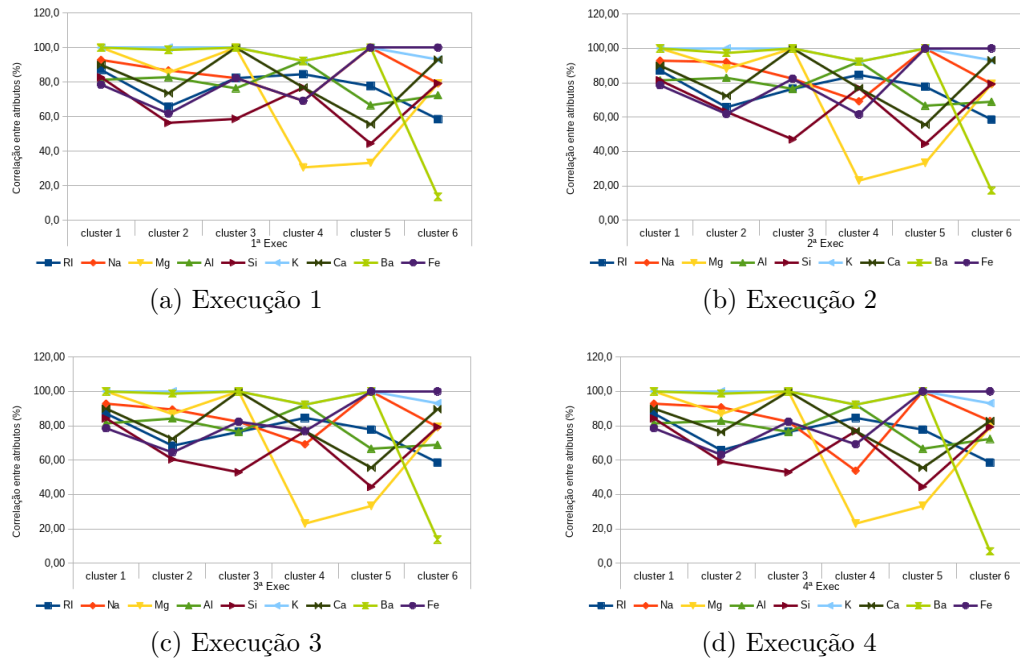 120,0
100,0
80,0
60,0
40,0
20,0
0,0
Correlação entre atributos (%)
cluster 1 cluster 2 cluster 3 cluster 4 cluster 5 cluster 6
1ª Exec
RI Na Mg Al Si K Ca Ba Fe
(a) Execução 1
120,00
100,0
80,0
60,0
40,0
20,00
0,0
Correlação entre atributos (%)
cluster 1 cluster 2 cluster 3 cluster 4 cluster 5 cluster 6
2ª Exec
RI Na Mg Al Si K Ca Ba Fe
(b) Execução 2
120,00
100,00
80,00
60,00
40,00
20,00
0,00
Correlação entre atributos (%)
cluster 1 cluster 2 cluster 3 cluster 4 cluster 5 cluster 6
3ª Exec
RI Na Mg Al Si K Ca Ba Fe
(c) Execução 3
120,0
100,0
80,0
60,0
40,0
20,0
0,0
Correlação entre atributos (%)
cluster 1 cluster 2 cluster 3 cluster 4 cluster 5 cluster 6
4ª Exec
RI Na Mg Al Si K Ca Ba Fe
(d) Execução 4